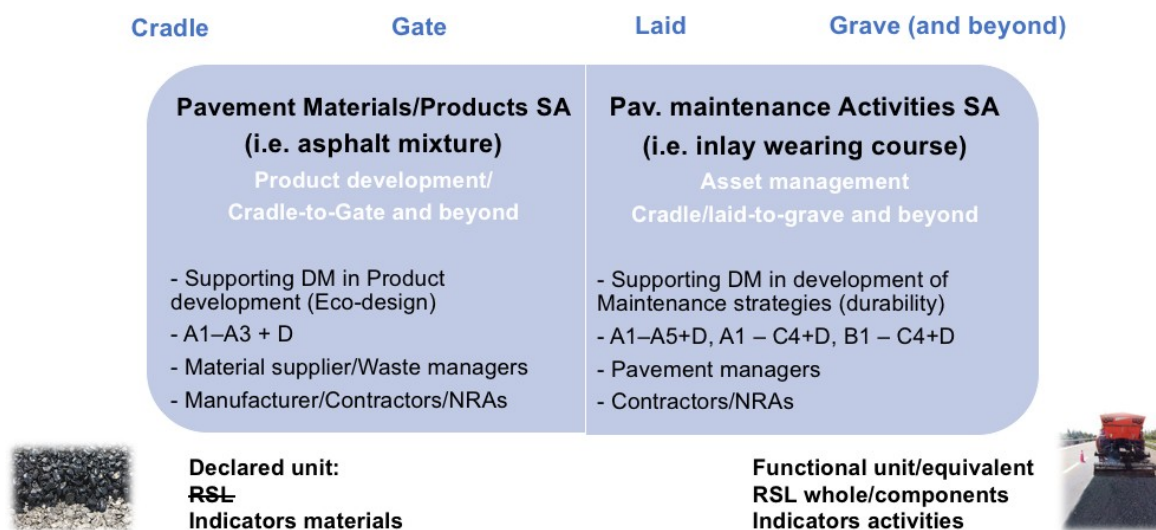 Cradle Gate Laid Grave (and beyond)
Pavement Materials/Products SA
(i.e. asphalt mixture)
Product development/
Cradle-to-Gate and beyond
- Supporting DM in Product
development (Eco-design)
- A1–A3 + D
- Material supplier/Waste managers
- Manufacturer/Contractors/NRAs
Pav. maintenance Activities SA
(i.e. inlay wearing course)
Asset management
Cradle/laid-to-grave and beyond
- Supporting DM in development of
Maintenance strategies (durability)
- A1–A5+D, A1 – C4+D, B1 – C4+D
- Pavement managers
- Contractors/NRAs
Declared unit:
RSL
Indicators materials
Functional unit/equivalent
RSL whole/components
Indicators activities